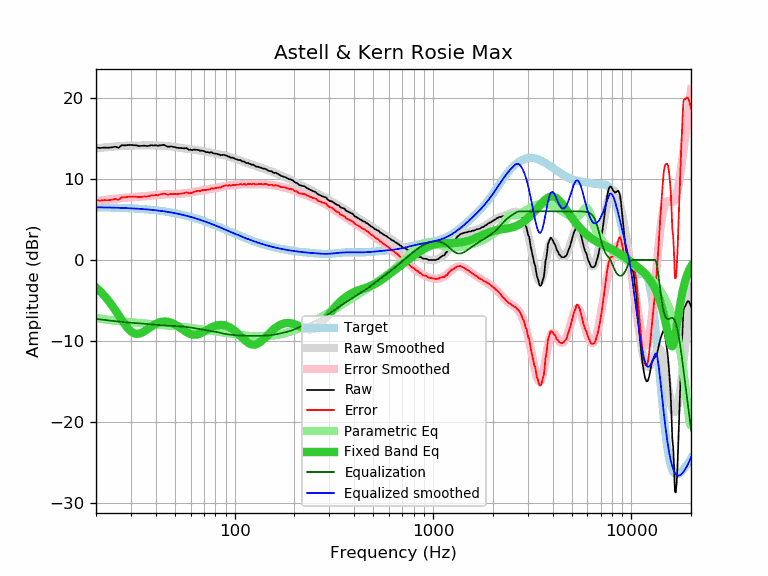 Astell & Kern Rosie Max
Amplitude (dBr)
20
10
0
−10
−20
−30
Target
Raw Smoothed
Error Smoothed
Raw
Error
Parametric Eq
Fixed Band Eq
Equalization
Equalized smoothed
100 1000 10000
Frequency (Hz)